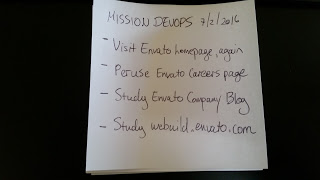 MISSION DEVOPS 7/2/2016
- Visit Envato homepage, again
- Peruse Envato Careers page
- Study Envato Company Blog
- Study webuild.envato.com